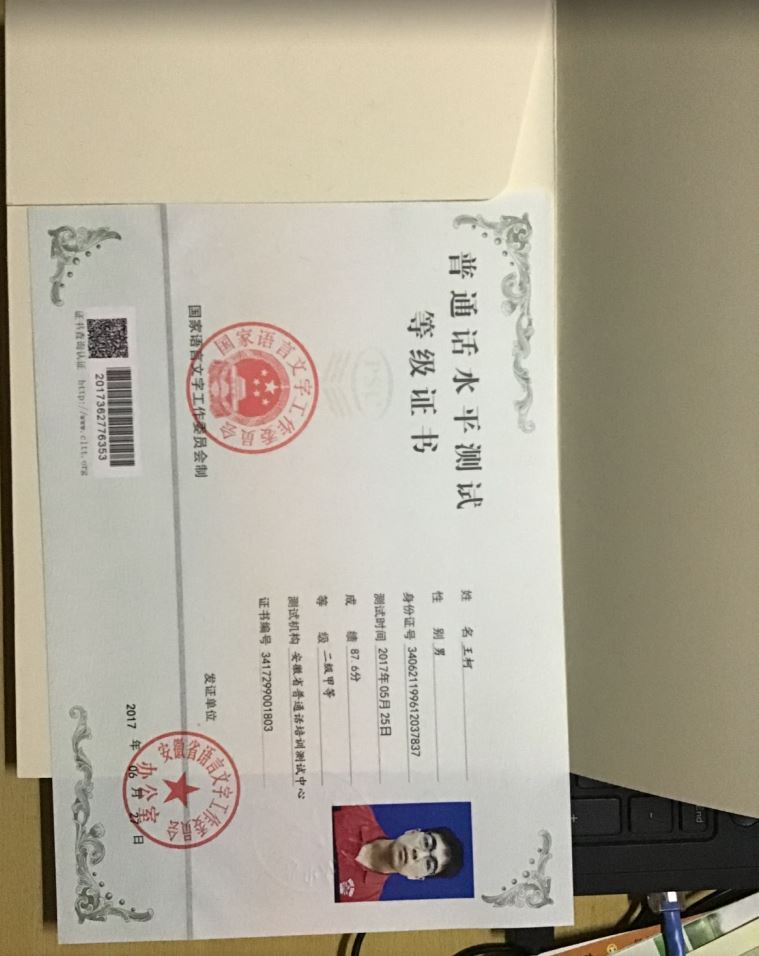 普通话水平测试
等级证书
PSC
国家语言文字工作委员会
国家语言文字工作委员会制
2017362776353
证书查询认证 http://www.cltt.org
姓 名 王柯
性 别 男
身份证号 340621199612037837
测试时间 2017年05月25日
成 绩 87.6分
等 级 二级甲等
测试机构 安徽省普通话培训测试中心
证书编号 3417299001803
发证单位
安徽省语言文字工作委员会
办公室
2017 年 06 月 27 日